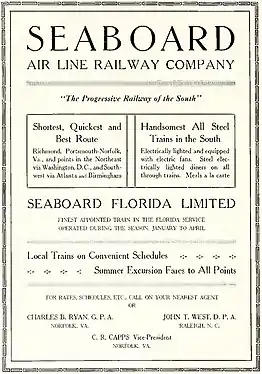 SEABOARD
AIR LINE RAILWAY COMPANY
"The Progressive Railway of the South"
Shortest, Quickest and
Best Route
Richmond, Portsmouth-Norfolk,
Va., and points in the Northeast
via Washington, D.C., and South-
west via Atlanta and Birmingham
Handsomest All Steel
Trains in the South
Electrically lighted and equipped
with electric fans. Steel elec-
trically lighted diners on all
through trains. Meals a la carte
SEABOARD FLORIDA LIMITED
FINEST APPOINTED TRAIN IN THE FLORIDA SERVICE
OPERATED DURING THE SEASON, JANUARY TO APRIL
Local Trains on Convenient Schedules
Summer Excursion Fares to All Points
FOR RATES, SCHEDULES, ETC., CALL ON YOUR NEAREST AGENT
OR
CHARLES B. RYAN, G. P. A.
NORFOLK, VA.
JOHN T. WEST, D. P. A.
RALEIGH, N. C.
C. R. CAPPS Vice-President
NORFOLK, VA.